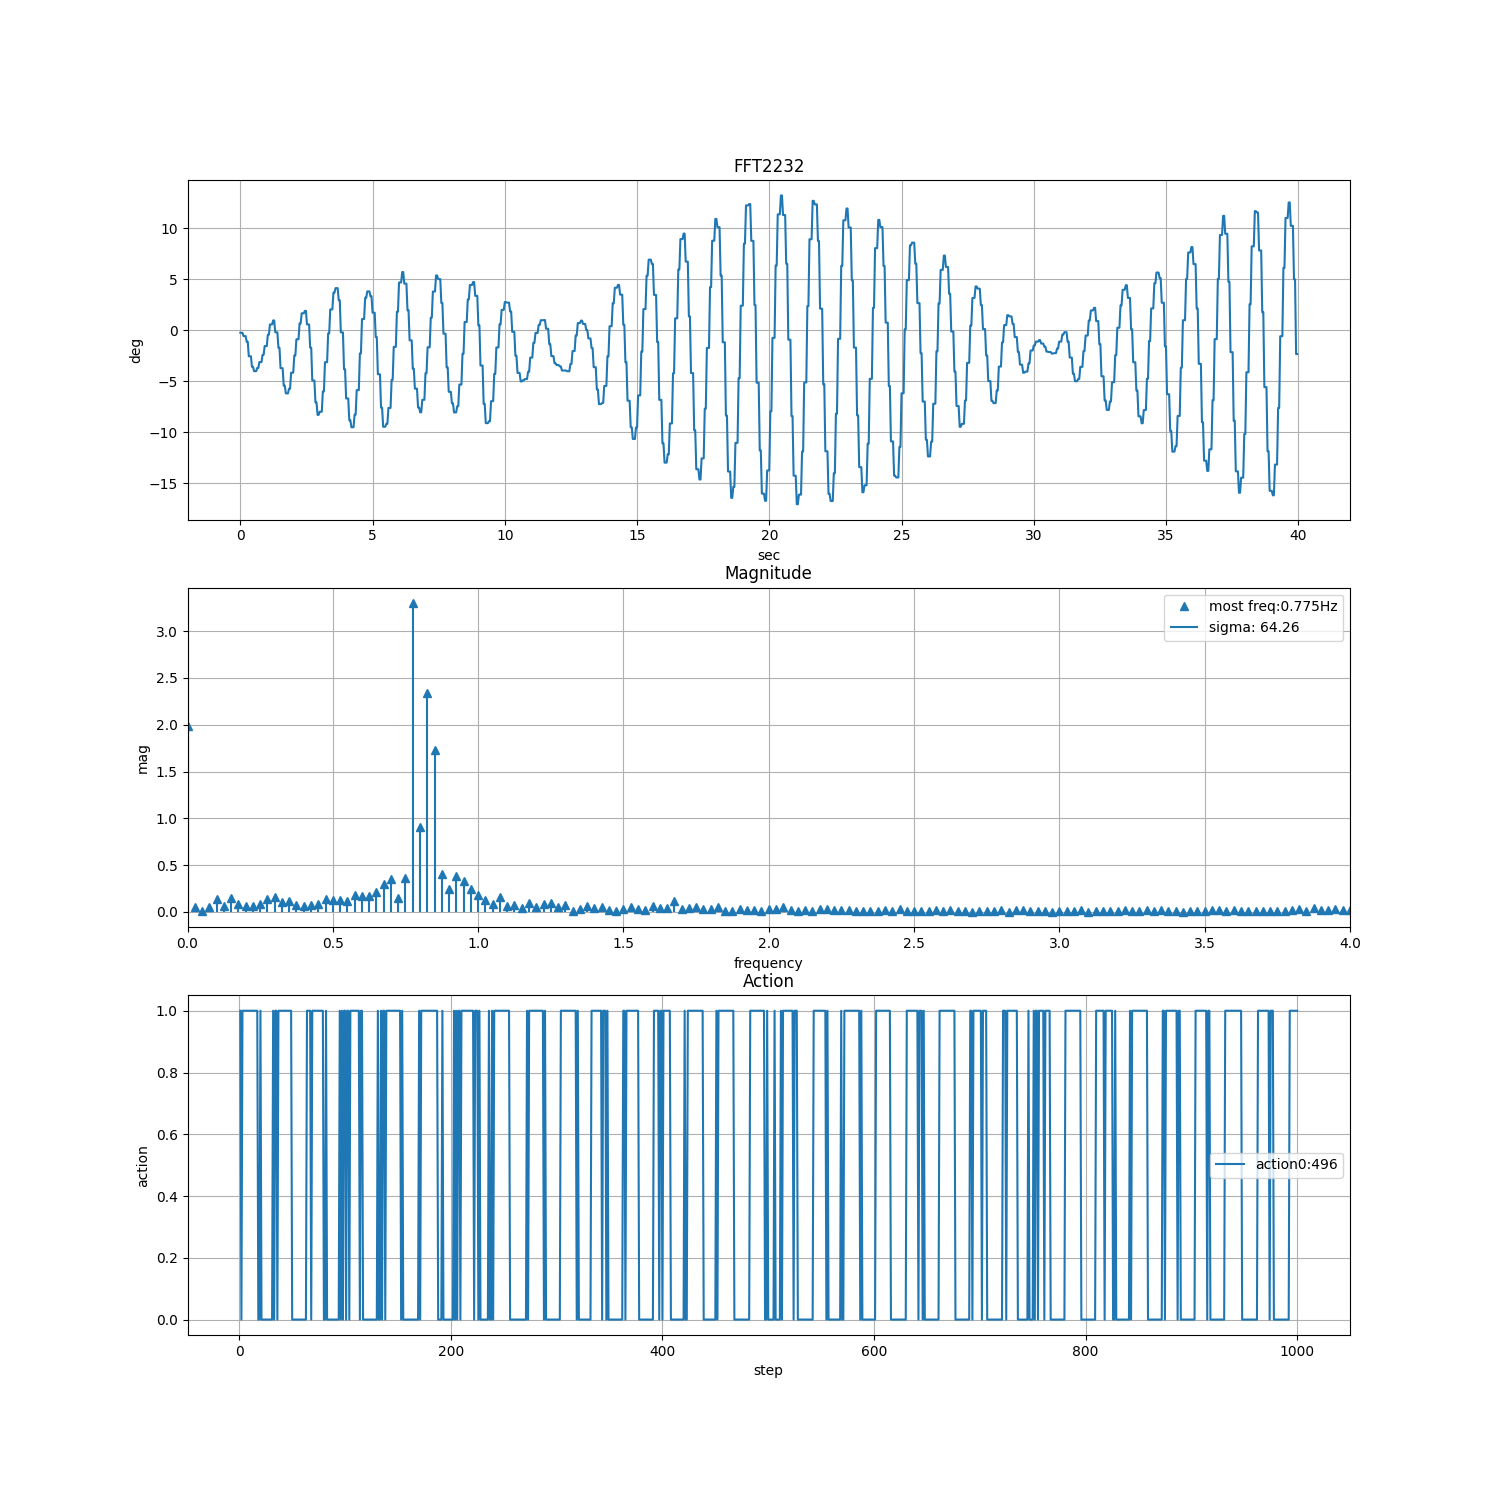 FFT2232
10
5
0
−5
−10
−15
deg
0 5 10 15 20 25 30 35 40
sec
Magnitude
most freq:0.775Hz
sigma: 64.26
3.0
2.5
2.0
1.5
1.0
0.5
0.0
mag
0.0 0.5 1.0 1.5 2.0 2.5 3.0 3.5 4.0
frequency
Action
1.0
0.8
0.6
0.4
0.2
0.0
action
action0:496
0 200 400 600 800 1000
step